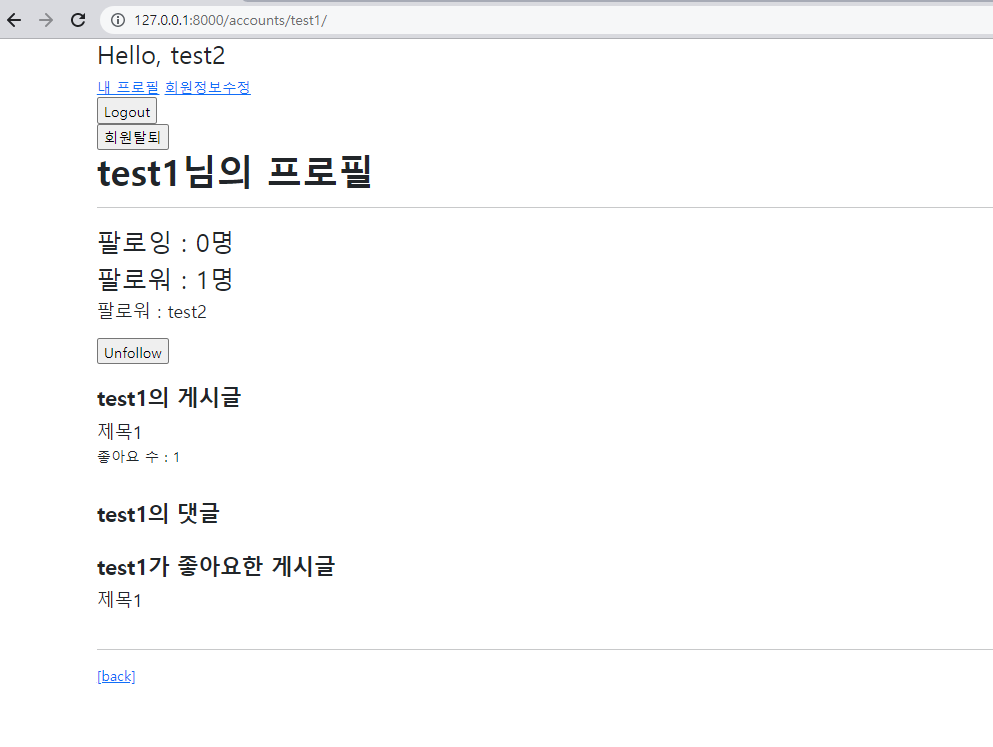 127.0.0.1:8000/accounts/test1/
Hello, test2
내 프로필 회원정보수정
Logout
회원탈퇴
test1님의 프로필
팔로잉 : 0명
팔로워 : 1명
팔로워 : test2
Unfollow
test1의 게시글
제목1
좋아요 수 : 1
test1의 댓글
test1가 좋아요한 게시글
제목1
[back]